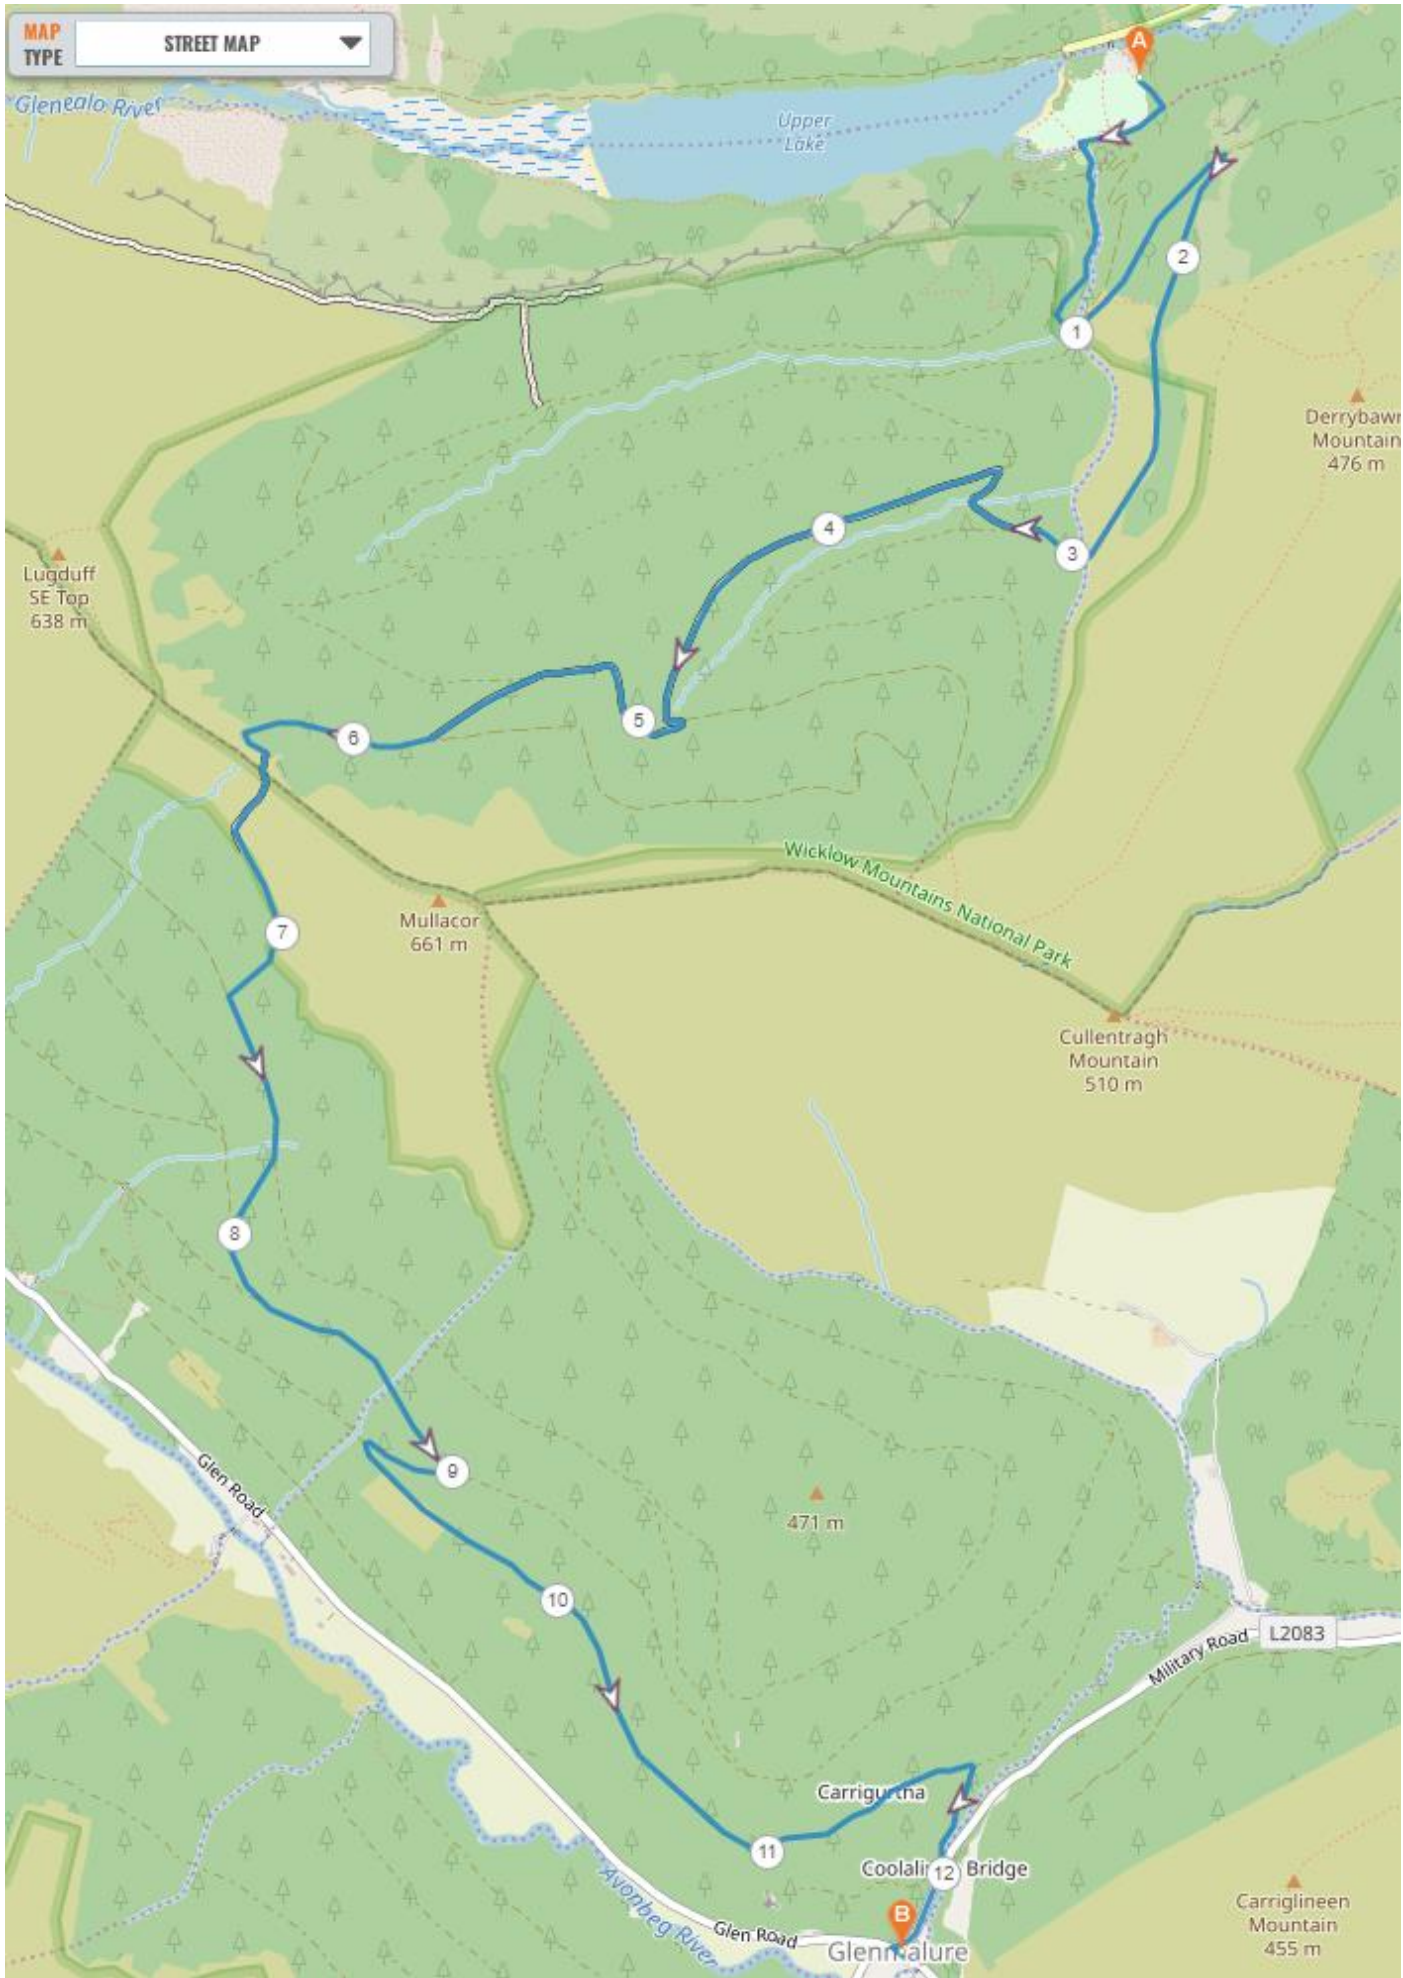 MAP
TYPE
STREET MAP
A
Glenealo River
Upper
Lake
2
1
Derrybawn
Mountain
476 m
4
3
Lugduff
SE Top
638 m
5
6
Wicklow Mountains National Park
Mullacor
661 m
7
Cullentragh
Mountain
510 m
8
9
Glen Road
471 m
10
L2083
Military Road
Carrigurtna
11
12
Bridge
Carriglineen
Mountain
455 m
Avonbeg River
Glen Road
B
Glenmalure